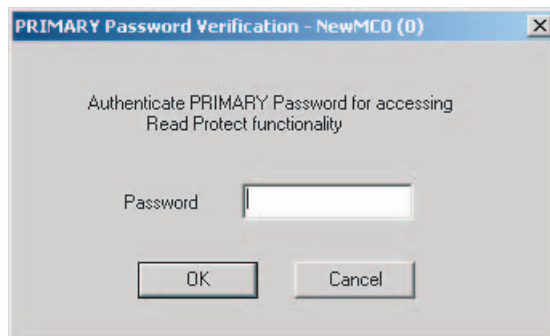 PRIMARY Password Verification - NewMC0 (0)
Authenticate PRIMARY Password for accessing
Read Protect functionality
Password
OK
Cancel